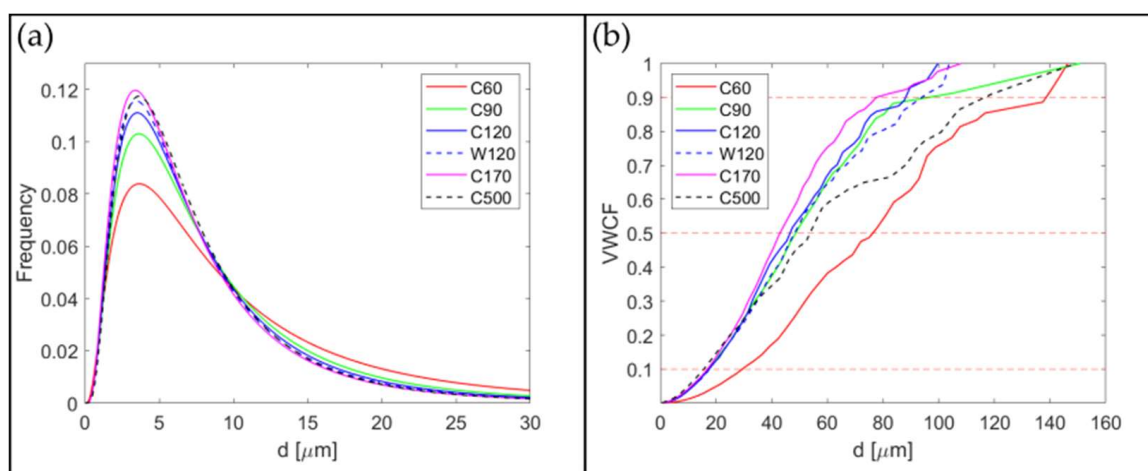 (a)
0.12
0.1
0.08
0.06
0.04
0.02
0
Frequency
0 5 10 15 20 25 30
d [μm]
C60
C90
C120
W120
C170
C500
(b)
1
0.9
0.8
0.7
0.6
0.5
0.4
0.3
0.2
0.1
VWCF
0 20 40 60 80 100 120 140 160
d [μm]
C60
C90
C120
W120
C170
C500